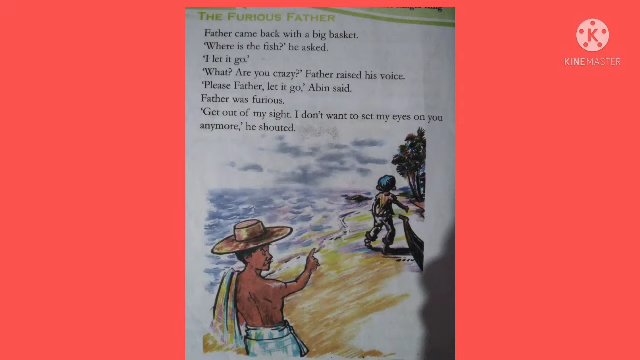 THE FURIOUS FATHER
Father came back with a big basket.
'Where is the fish?' he asked.
'I let it go.'
'What? Are you crazy?' Father raised his voice.
'Please Father, let it go,' Abin said.
Father was furious.
'Get out of my sight. I don't want to set my eyes on you
anymore,' he shouted.
K
KINEMASTER